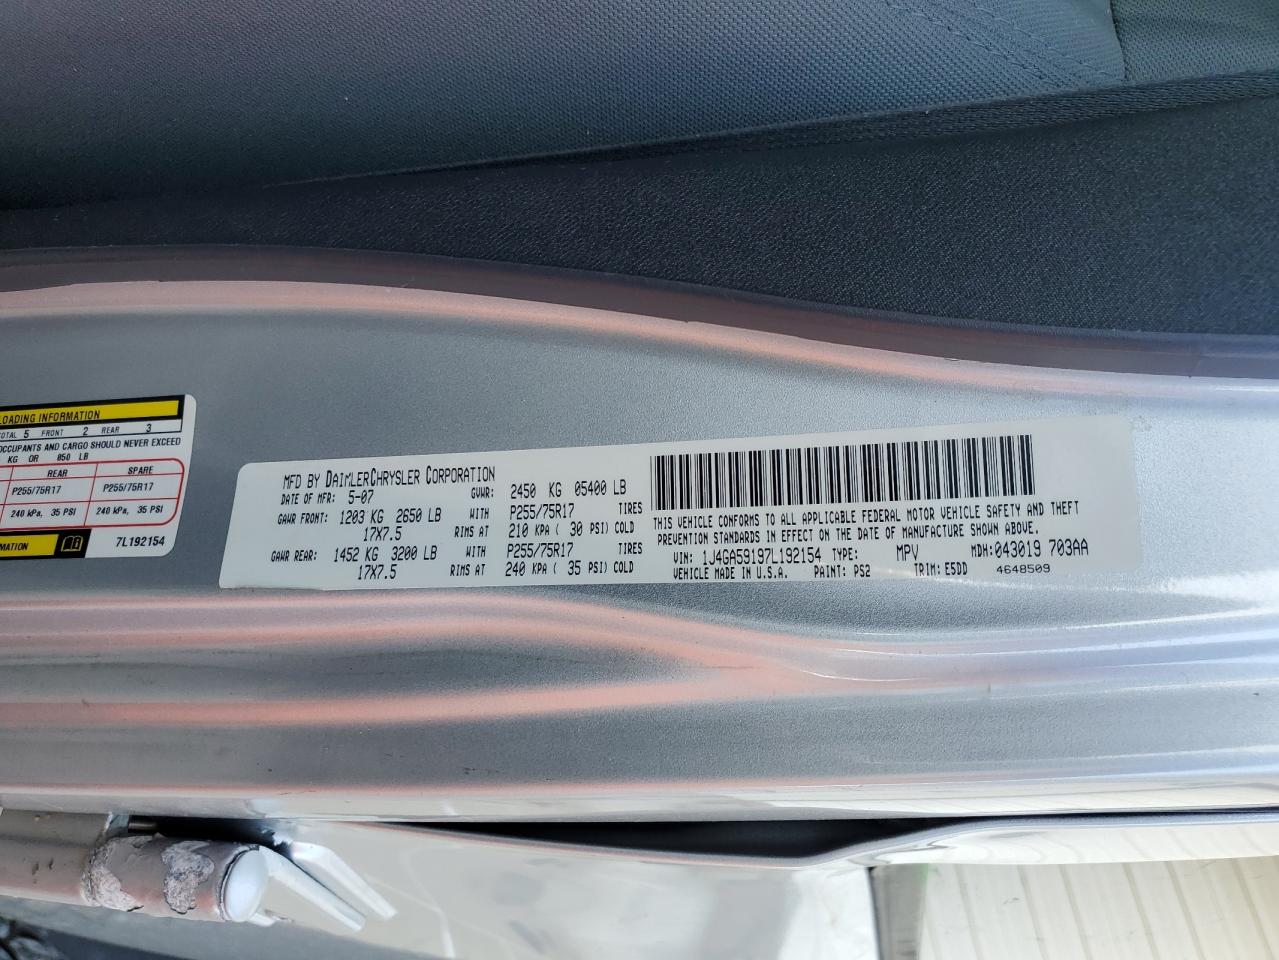 LOADING INFORMATION
TOTAL 5 FRONT 2 REAR 3
OCCUPANTS AND CARGO SHOULD NEVER EXCEED
KG OR 850 LB
REAR SPARE
P255/75R17 P255/75R17
240 kPa, 35 PSI 240 kPa, 35 PSI
7L192154
MFD BY DAIMLERCHRYSLER CORPORATION
DATE OF MFR: 5-07 GVWR: 2450 KG 05400 LB
GAWR FRONT: 1203 KG 2650 LB WITH P255/75R17 TIRES
17X7.5 RIMS AT 210 KPA ( 30 PSI) COLD
GAWR REAR: 1452 KG 3200 LB WITH P255/75R17 TIRES
17X7.5 RIMS AT 240 KPA ( 35 PSI) COLD
THIS VEHICLE CONFORMS TO ALL APPLICABLE FEDERAL MOTOR VEHICLE SAFETY AND THEFT
PREVENTION STANDARDS IN EFFECT ON THE DATE OF MANUFACTURE SHOWN ABOVE.
VIN: 1J4GA59197L192154 TYPE: MPV MDH:043019 703AA
VEHICLE MADE IN U.S.A. PAINT: PS2 TRIM: E5DD 4648509